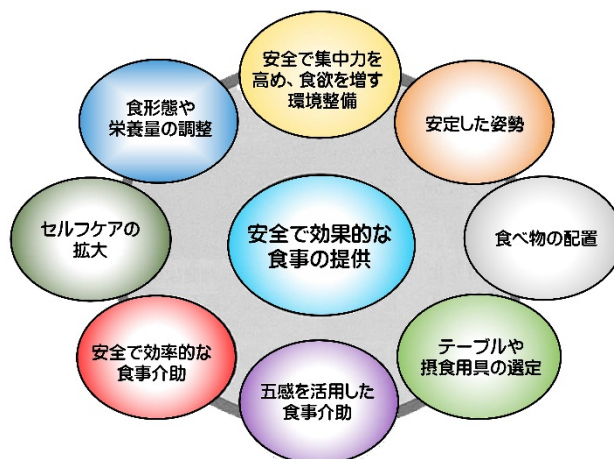 安全で集中力を
高め、食欲を増す
環境整備
食形態や
栄養量の調整
安定した姿勢
セルフケアの
拡大
安全で効果的な
食事の提供
食べ物の配置
安全で効率的な
食事介助
テーブルや
摂食用具の選定
五感を活用した
食事介助